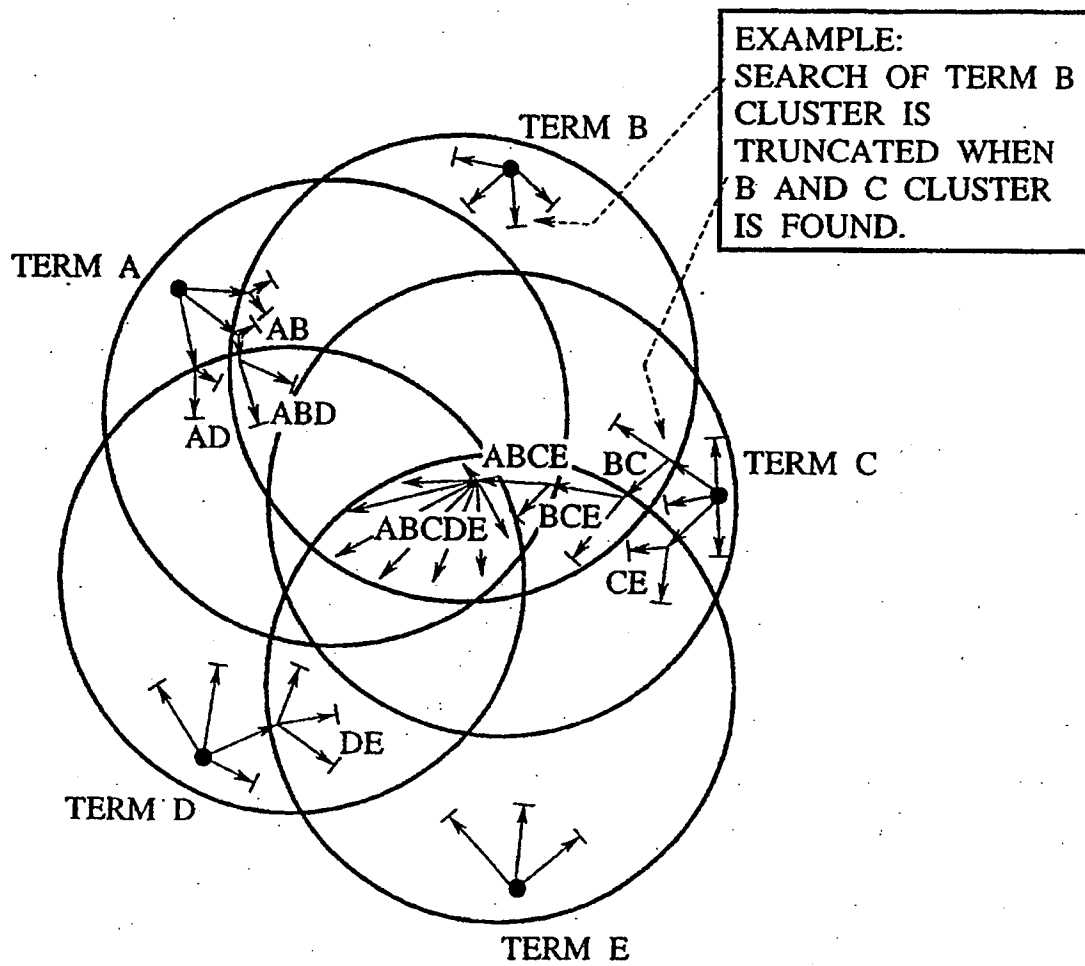 EXAMPLE:
SEARCH OF TERM B
CLUSTER IS
TRUNCATED WHEN
B AND C CLUSTER
IS FOUND.
TERM B
TERM A
AB
ABD
AD
ABCE
BC
TERM C
ABCDE
BCE
CE
DE
TERM D
TERM E